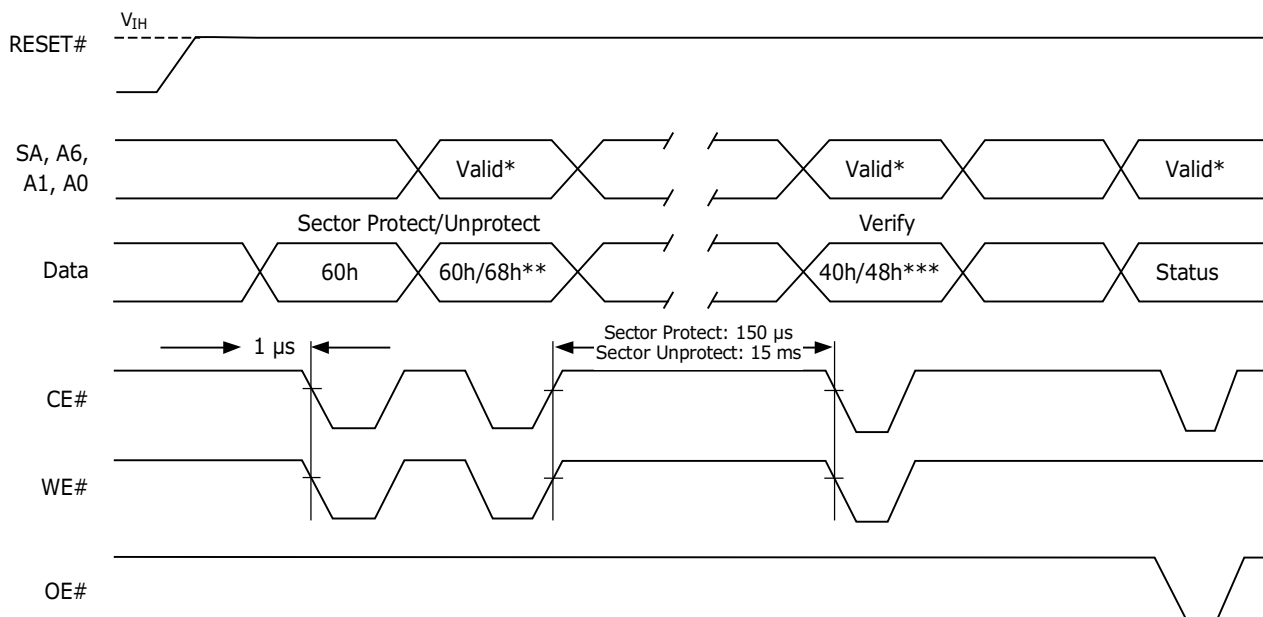 V_IH
RESET#
SA, A6,
A1, A0
Valid*
Valid*
Valid*
Sector Protect/Unprotect
Verify
Data
60h
60h/68h**
40h/48h***
Status
1 µs
Sector Protect: 150 µs
Sector Unprotect: 15 ms
CE#
WE#
OE#